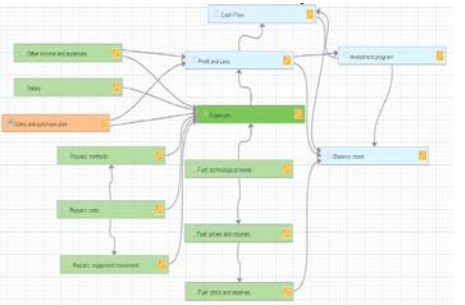 Cash Flow
Other income and expenses
Profit and Loss
Investment program
Salary
Expenses
Sales and purchase plan
Repairs: methods
Balance sheet
Fuel: technological needs
Repairs: units
Fuel: prices and volumes
Repairs: equipment movement
Fuel: stock and reserves